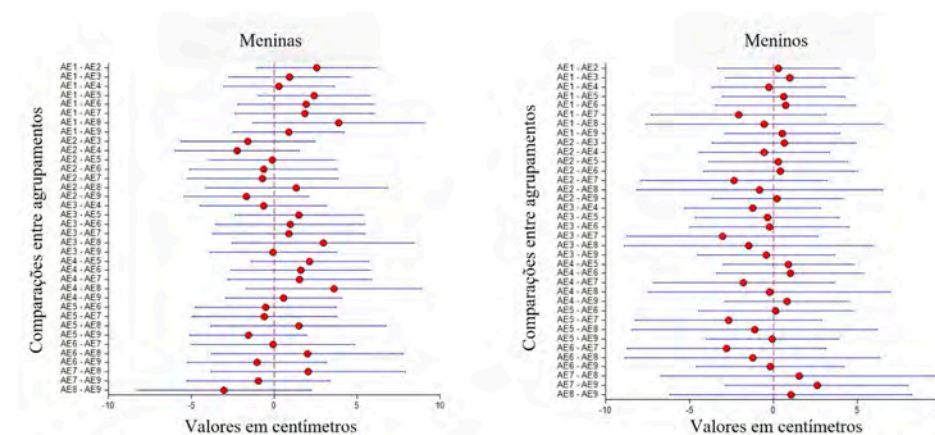 Meninas
Comparações entre agrupamentos
AE1 - AE2
AE1 - AE3
AE1 - AE4
AE1 - AE5
AE1 - AE6
AE1 - AE7
AE1 - AE8
AE1 - AE9
AE2 - AE3
AE2 - AE4
AE2 - AE5
AE2 - AE6
AE2 - AE7
AE2 - AE8
AE2 - AE9
AE3 - AE4
AE3 - AE5
AE3 - AE6
AE3 - AE7
AE3 - AE8
AE3 - AE9
AE4 - AE5
AE4 - AE6
AE4 - AE7
AE4 - AE8
AE4 - AE9
AE5 - AE6
AE5 - AE7
AE5 - AE8
AE5 - AE9
AE6 - AE7
AE6 - AE8
AE6 - AE9
AE7 - AE8
AE7 - AE9
AE8 - AE9
-10 -5 0 5 10
Valores em centímetros
Meninos
Comparações entre agrupamentos
AE1 - AE2
AE1 - AE3
AE1 - AE4
AE1 - AE5
AE1 - AE6
AE1 - AE7
AE1 - AE8
AE1 - AE9
AE2 - AE3
AE2 - AE4
AE2 - AE5
AE2 - AE6
AE2 - AE7
AE2 - AE8
AE2 - AE9
AE3 - AE4
AE3 - AE5
AE3 - AE6
AE3 - AE7
AE3 - AE8
AE3 - AE9
AE4 - AE5
AE4 - AE6
AE4 - AE7
AE4 - AE8
AE4 - AE9
AE5 - AE6
AE5 - AE7
AE5 - AE8
AE5 - AE9
AE6 - AE7
AE6 - AE8
AE6 - AE9
AE7 - AE8
AE7 - AE9
AE8 - AE9
-10 -5 0 5
Valores em centímetros